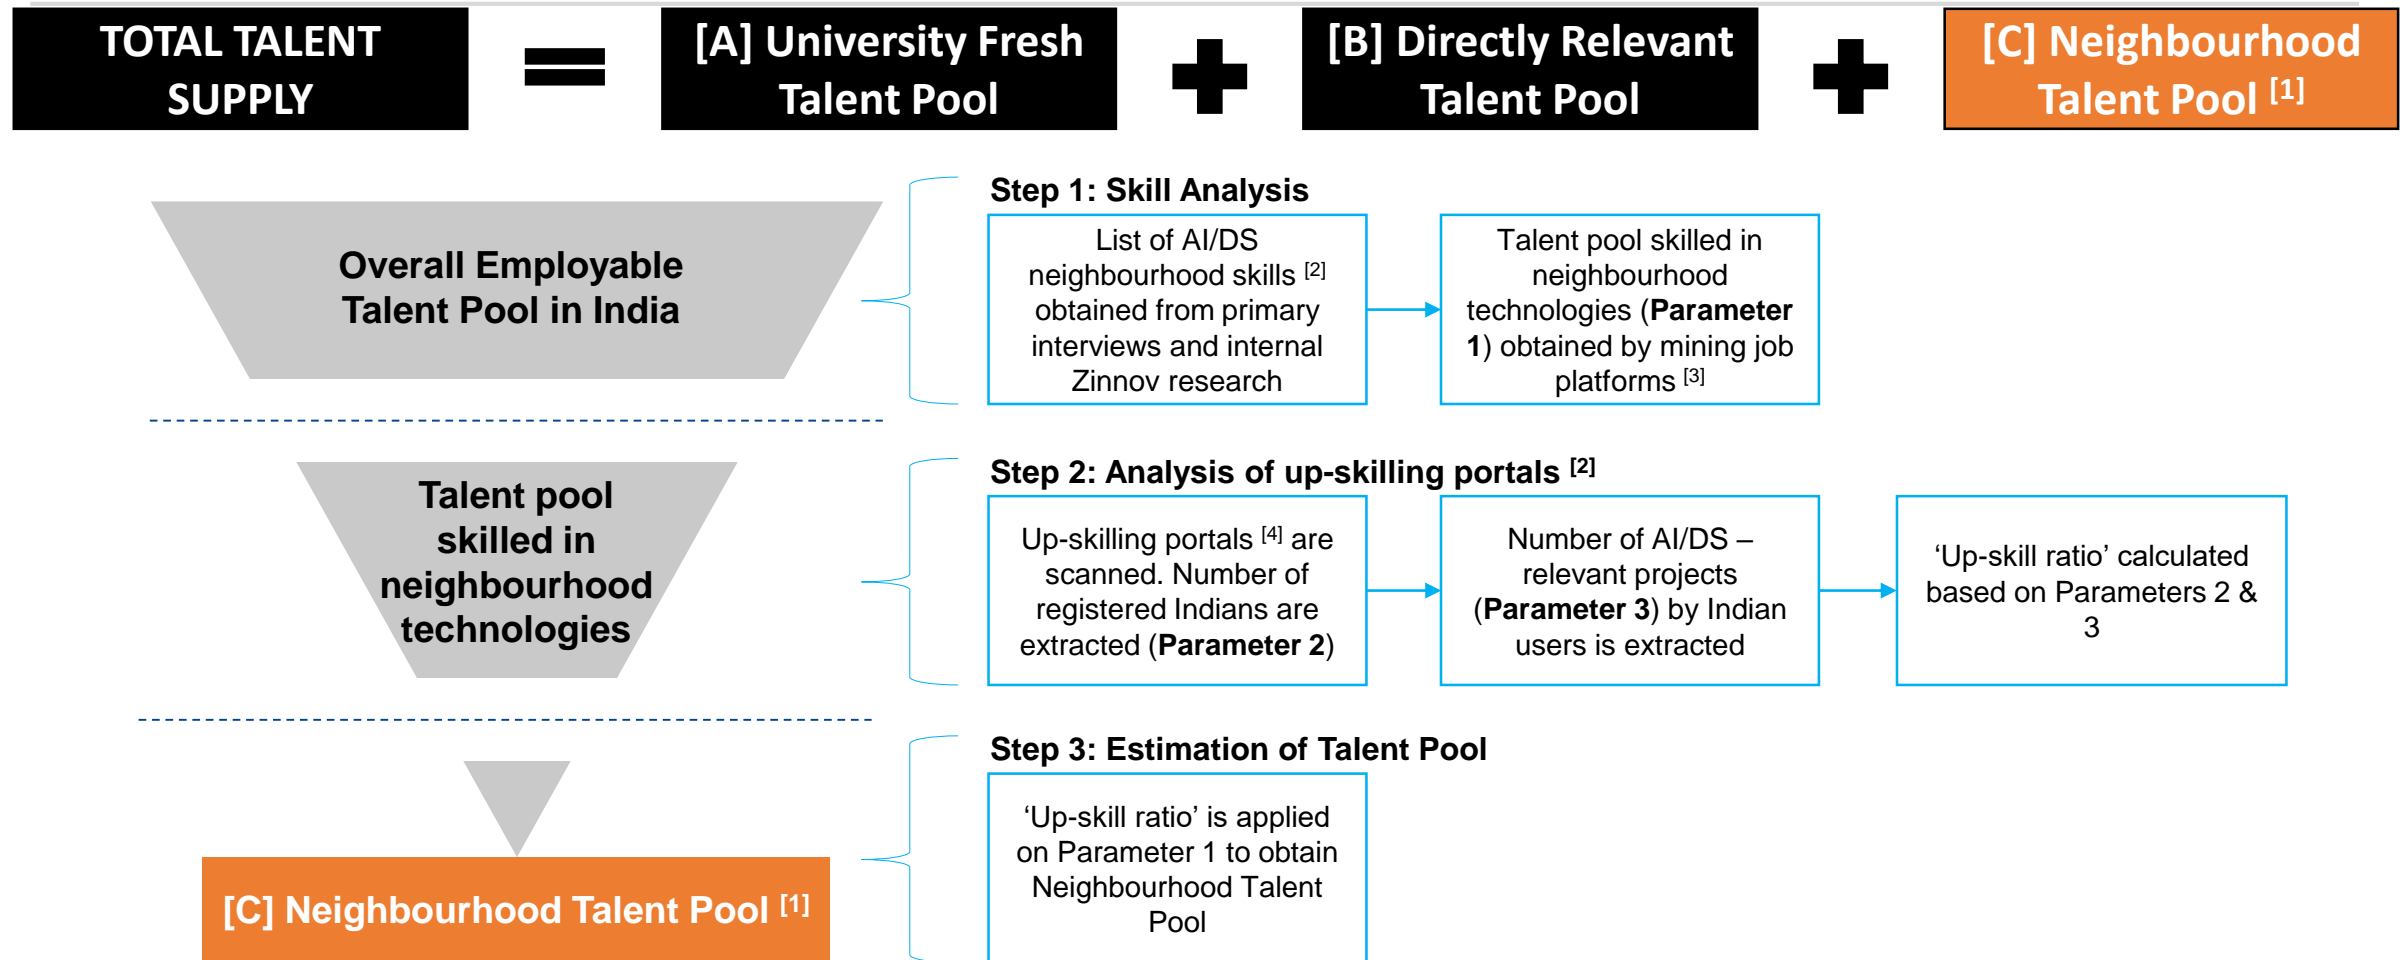 TOTAL TALENT
SUPPLY
[A] University Fresh
Talent Pool
[B] Directly Relevant
Talent Pool
[C] Neighbourhood
Talent Pool [1]
Overall Employable
Talent Pool in India
Step 1: Skill Analysis
List of AI/DS
neighbourhood skills [2]
obtained from primary
interviews and internal
Zinnov research
Talent pool skilled in
neighbourhood
technologies (Parameter
1) obtained by mining job
platforms [3]
Talent pool
skilled in
neighbourhood
technologies
Step 2: Analysis of up-skilling portals [2]
Up-skilling portals [4] are
scanned. Number of
registered Indians are
extracted (Parameter 2)
Number of AI/DS –
relevant projects
(Parameter 3) by Indian
users is extracted
‘Up-skill ratio’ calculated
based on Parameters 2 &
3
[C] Neighbourhood Talent Pool [1]
Step 3: Estimation of Talent Pool
‘Up-skill ratio’ is applied
on Parameter 1 to obtain
Neighbourhood Talent
Pool